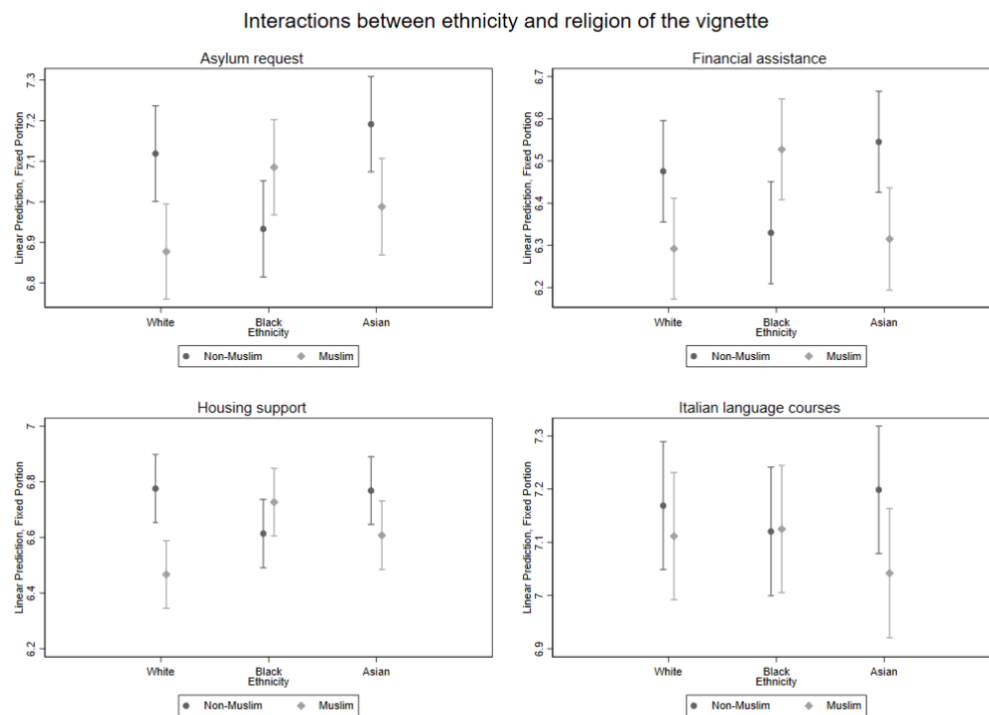 Interactions between ethnicity and religion of the vignette
Asylum request
Linear Prediction, Fixed Portion
7.3
7.2
7.1
7
6.9
6.8
White
Black
Asian
Ethnicity
Non-Muslim
Muslim
Financial assistance
Linear Prediction, Fixed Portion
6.7
6.6
6.5
6.4
6.3
6.2
White
Black
Asian
Ethnicity
Non-Muslim
Muslim
Housing support
Linear Prediction, Fixed Portion
7
6.8
6.6
6.4
6.2
White
Black
Asian
Ethnicity
Non-Muslim
Muslim
Italian language courses
Linear Prediction, Fixed Portion
7.3
7.2
7.1
7
6.9
White
Black
Asian
Ethnicity
Non-Muslim
Muslim